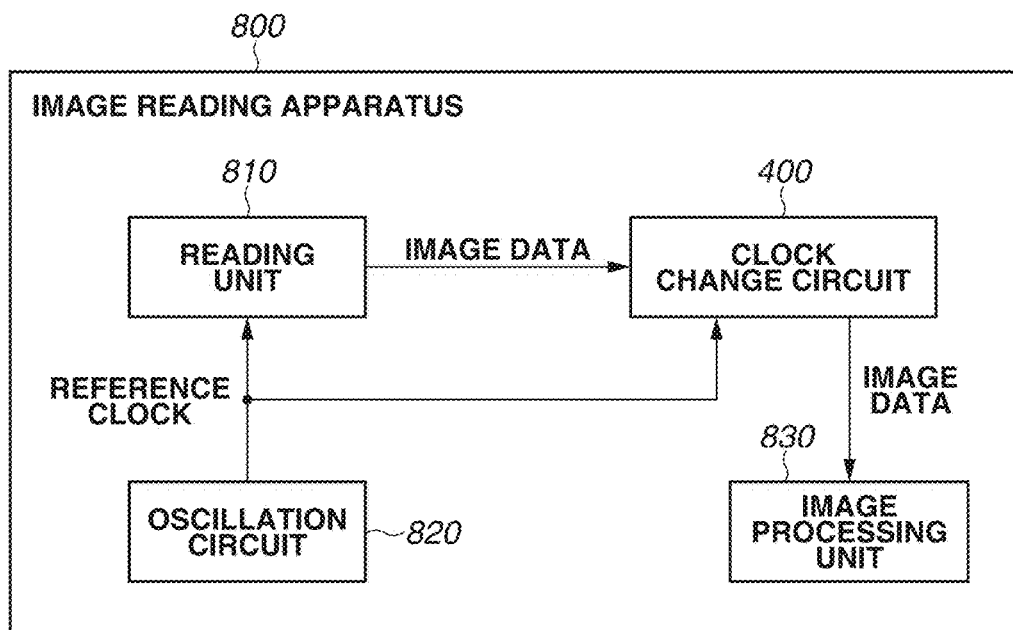 800
IMAGE READING APPARATUS
810
400
READING
UNIT
IMAGE DATA
CLOCK
CHANGE CIRCUIT
REFERENCE
CLOCK
IMAGE
DATA
830
OSCILLATION
CIRCUIT
820
IMAGE
PROCESSING
UNIT